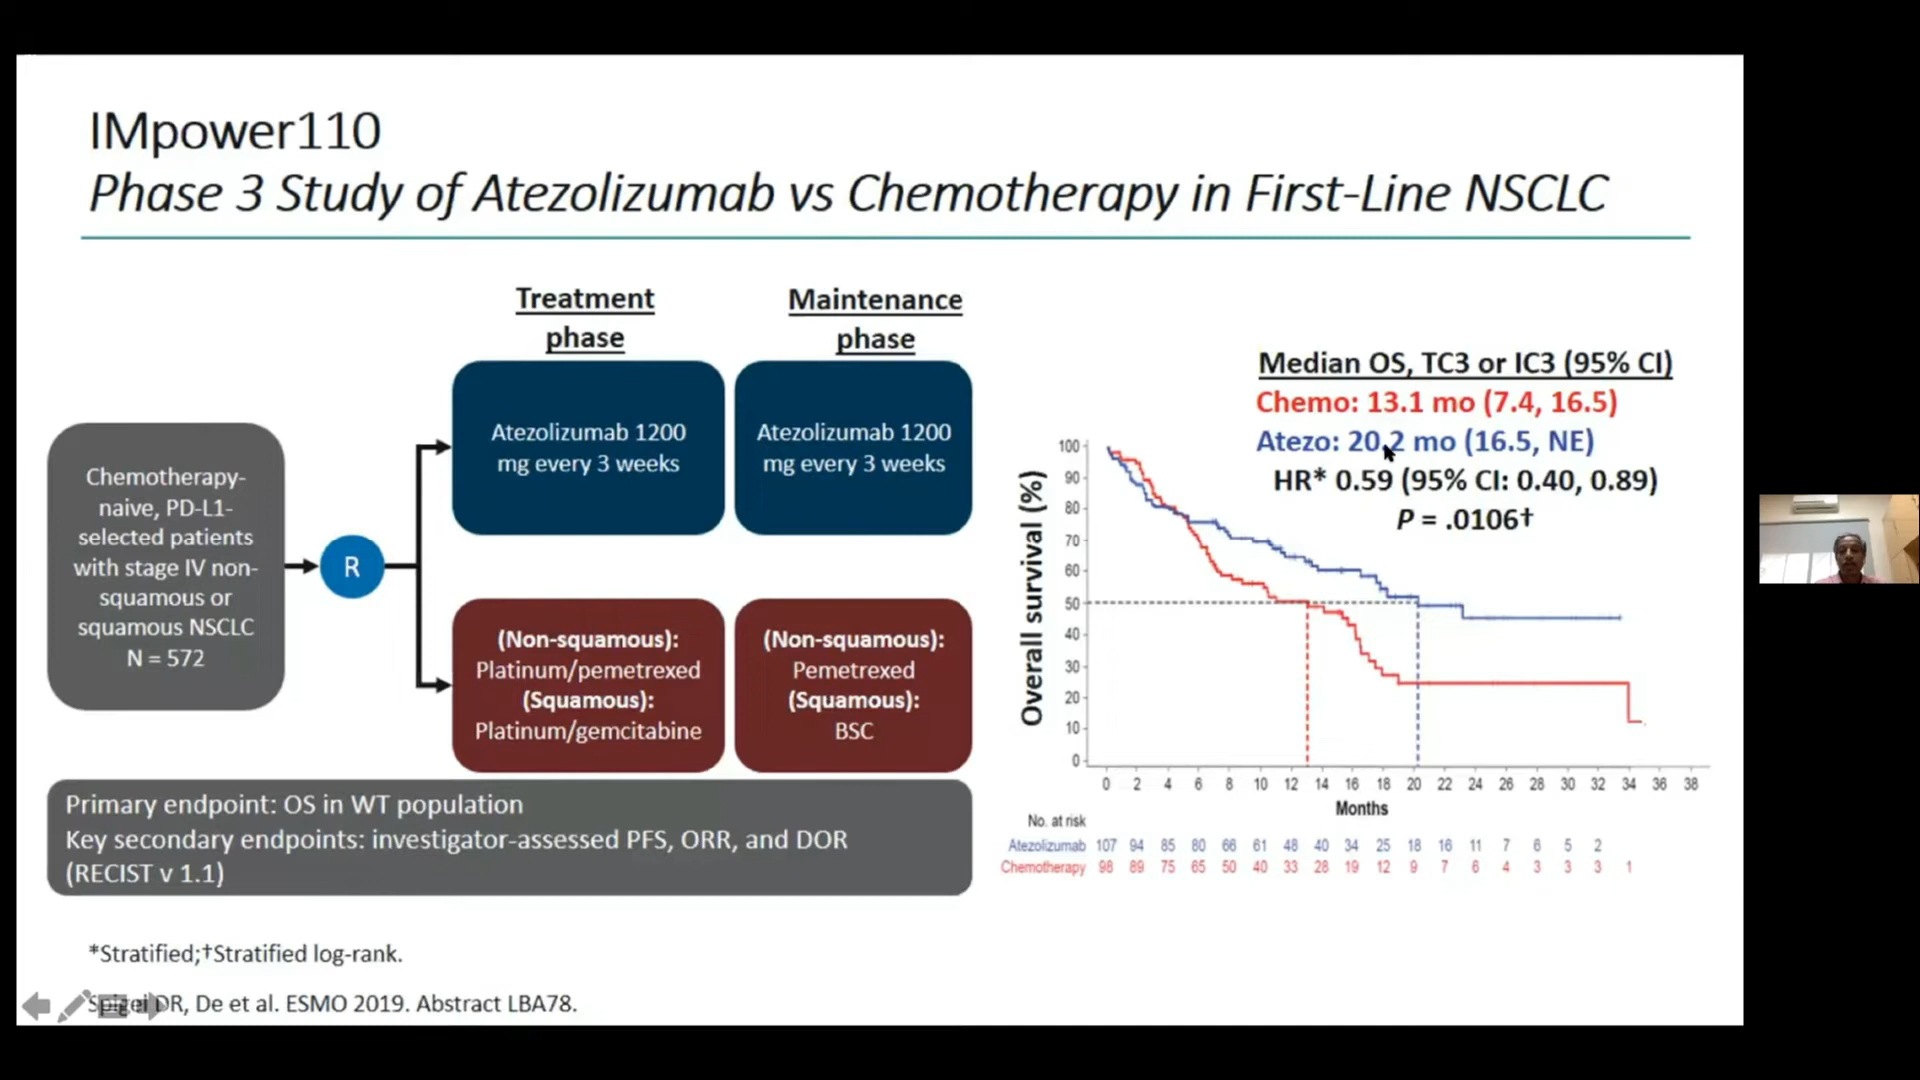 IMpower110
Phase 3 Study of Atezolizumab vs Chemotherapy in First-Line NSCLC
Treatment
phase
Maintenance
phase
Chemotherapy-
naive, PD-L1-
selected patients
with stage IV non-
squamous or
squamous NSCLC
N = 572
R
Atezolizumab 1200
mg every 3 weeks
Atezolizumab 1200
mg every 3 weeks
(Non-squamous):
Platinum/pemetrexed
(Squamous):
Platinum/gemcitabine
(Non-squamous):
Pemetrexed
(Squamous):
BSC
Primary endpoint: OS in WT population
Key secondary endpoints: investigator-assessed PFS, ORR, and DOR
(RECIST v 1.1)
Median OS, TC3 or IC3 (95% CI)
Chemo: 13.1 mo (7.4, 16.5)
Atezo: 20.2 mo (16.5, NE)
HR* 0.59 (95% CI: 0.40, 0.89)
P = .0106†
Overall survival (%)
100
90
80
70
60
50
40
30
20
10
0
0 2 4 6 8 10 12 14 16 18 20 22 24 26 28 30 32 34 36 38
Months
No. at risk
Atezolizumab 107 94 85 80 66 61 48 40 34 25 18 16 11 7 6 5 2
Chemotherapy 98 89 75 65 50 40 33 28 19 12 9 7 6 4 3 3 3 1
*Stratified;†Stratified log-rank.
Spigel DR, De et al. ESMO 2019. Abstract LBA78.